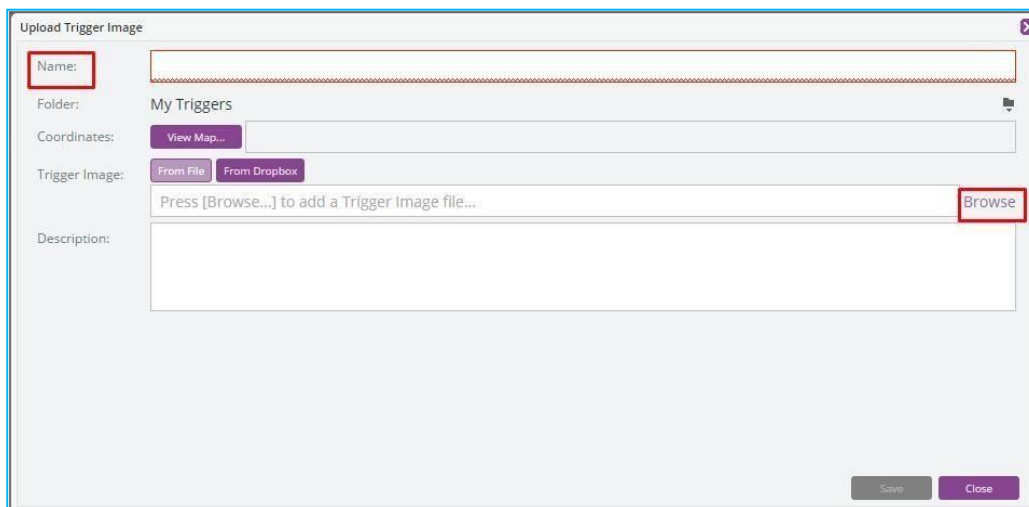 Upload Trigger Image
Name:
Folder: My Triggers
Coordinates: View Map...
Trigger Image: From File From Dropbox
Press [Browse...] to add a Trigger Image file... Browse
Description:
Save Close